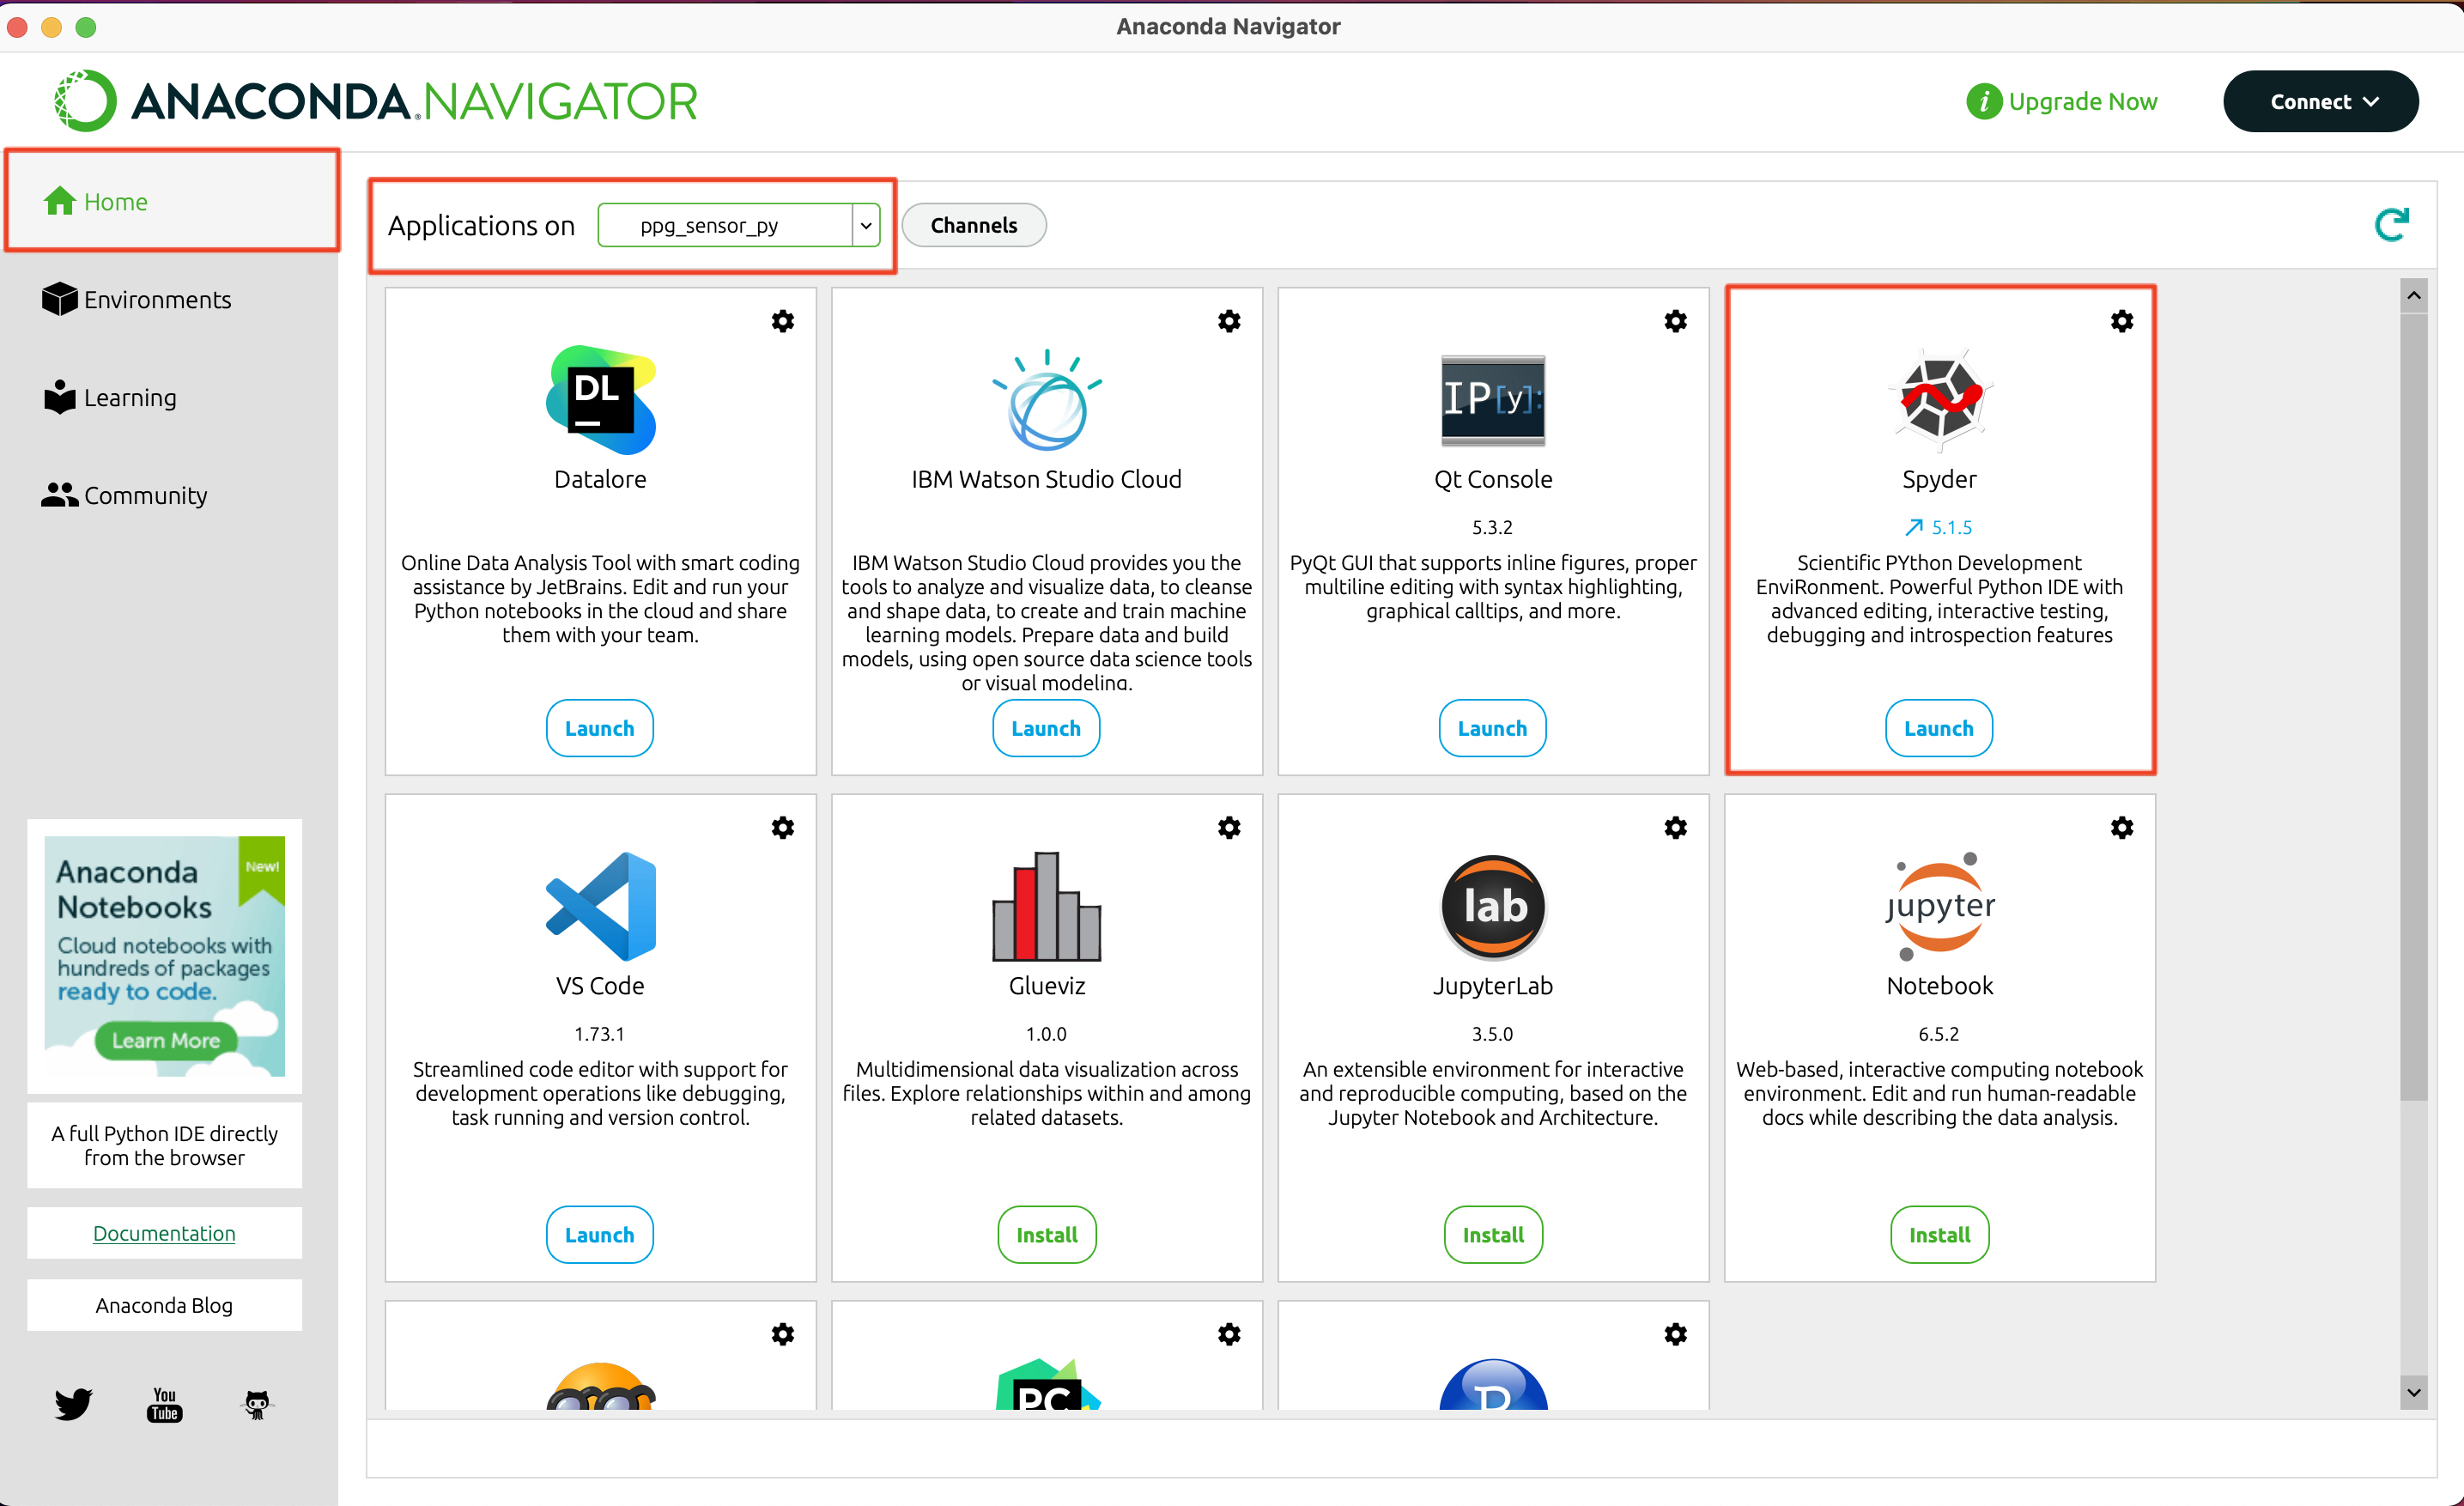 Anaconda Navigator
ANACONDA.NAVIGATOR
Upgrade Now
Connect
Home
Environments
Learning
Community
Applications on
ppg_sensor_py
Channels
DL
Datalore
Online Data Analysis Tool with smart coding
assistance by JetBrains. Edit and run your
Python notebooks in the cloud and share
them with your team.
Launch
IBM Watson Studio Cloud
IBM Watson Studio Cloud provides you the
tools to analyze and visualize data, to cleanse
and shape data, to create and train machine
learning models. Prepare data and build
models, using open source data science tools
or visual modeling.
Launch
IP[y]:
Qt Console
5.3.2
PyQt GUI that supports inline figures, proper
multiline editing with syntax highlighting,
graphical calltips, and more.
Launch
Spyder
5.1.5
Scientific PYthon Development
EnviRonment. Powerful Python IDE with
advanced editing, interactive testing,
debugging and introspection features
Launch
VS Code
1.73.1
Streamlined code editor with support for
development operations like debugging,
task running and version control.
Launch
Glueviz
1.0.0
Multidimensional data visualization across
files. Explore relationships within and among
related datasets.
Install
lab
JupyterLab
3.5.0
An extensible environment for interactive
and reproducible computing, based on the
Jupyter Notebook and Architecture.
Install
jupyter
Notebook
6.5.2
Web-based, interactive computing notebook
environment. Edit and run human-readable
docs while describing the data analysis.
Install
PC
R
Anaconda
Notebooks
New!
Cloud notebooks with
hundreds of packages
ready to code.
Learn More
A full Python IDE directly
from the browser
Documentation
Anaconda Blog
You
Tube